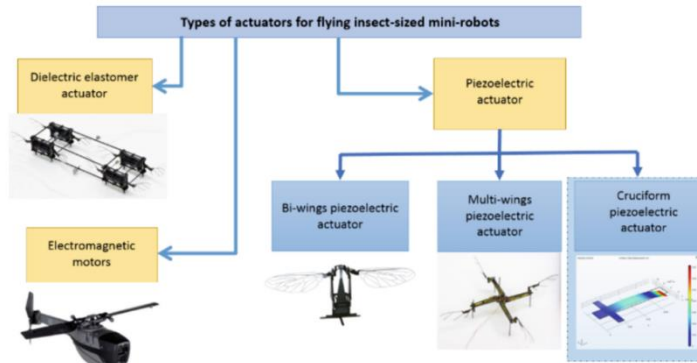 Types of actuators for flying insect-sized mini-robots
Dielectric elastomer
actuator
Piezoelectric
actuator
Bi-wings piezoelectric
actuator
Multi-wings
piezoelectric
actuator
Cruciform
piezoelectric
actuator
Electromagnetic
motors